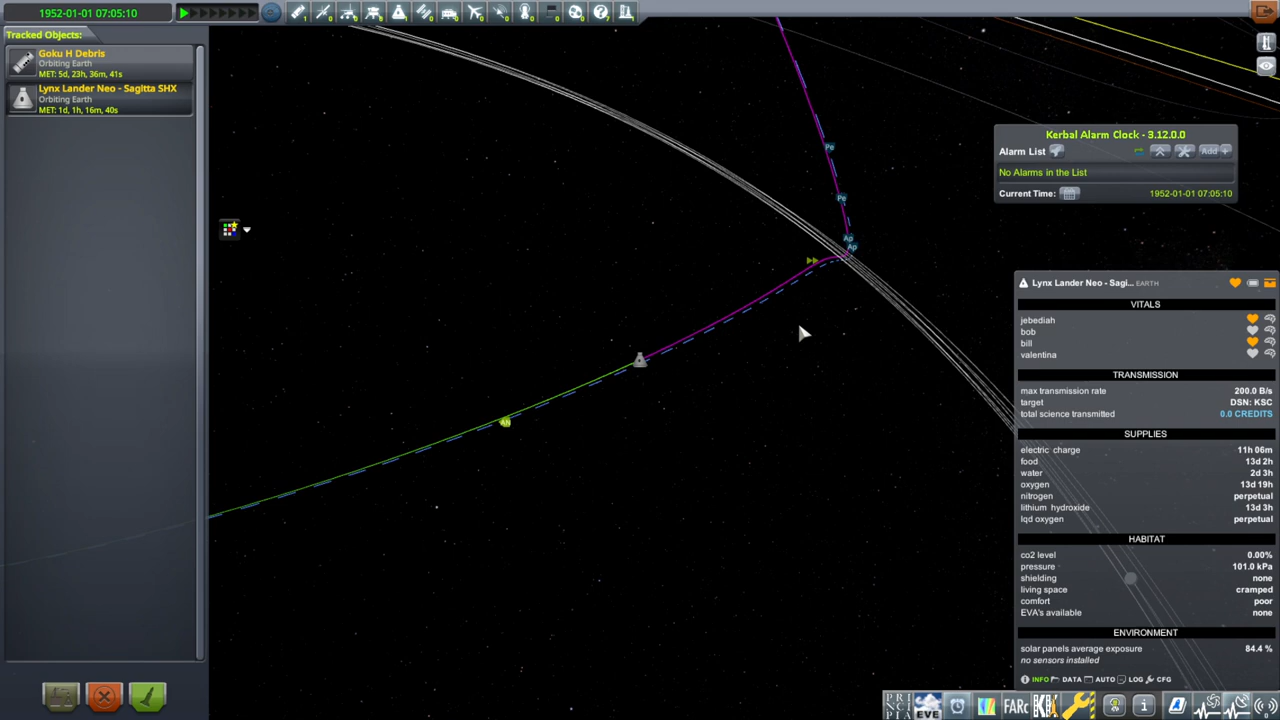 1952-01-01 07:05:10
Tracked Objects:
Goku H Debris
Orbiting Earth
MET: 5d, 23h, 36m, 41s
Lynx Lander Neo - Sagitta SHX
Orbiting Earth
MET: 1d, 1h, 16m, 40s
Pe
Pe
Ap
Ap
AN
Kerbal Alarm Clock - 3.12.0.0
Alarm List
Add +
No Alarms in the List
Current Time: 1952-01-01 07:05:10
Lynx Lander Neo - Sagi... EARTH
VITALS
jebediah
bob
bill
valentina
TRANSMISSION
max transmission rate 200.0 B/s
target DSN: KSC
total science transmitted 0.0 CREDITS
SUPPLIES
electric charge 11h 06m
food 13d 2h
water 2d 3h
oxygen 13d 19h
nitrogen perpetual
lithium hydroxide 13d 3h
lqd oxygen perpetual
HABITAT
co2 level 0.00%
pressure 101.0 kPa
shielding none
living space cramped
comfort poor
EVA's available none
ENVIRONMENT
solar panels average exposure 84.4 %
no sensors installed
INFO DATA AUTO LOG CFG
PRINCIPIA EVE FARc